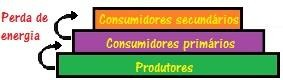 Perda de
energia
Consumidores secundários
Consumidores primários
Produtores